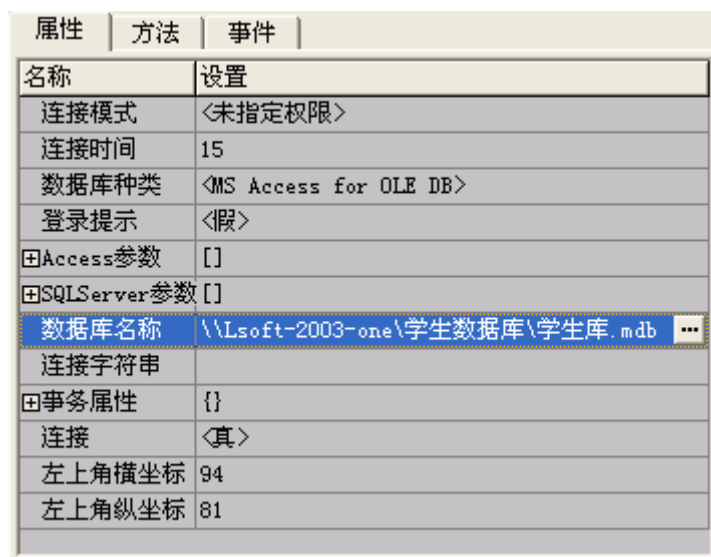 属性 方法 事件
名称 设置
连接模式 <未指定权限>
连接时间 15
数据库种类 <MS Access for OLE DB>
登录提示 <假>
Access参数 []
SQLServer参数 []
数据库名称 \\Lsoft-2003-one\学生数据库\学生库.mdb ...
连接字符串
事务属性 {}
连接 <真>
左上角横坐标 94
左上角纵坐标 81